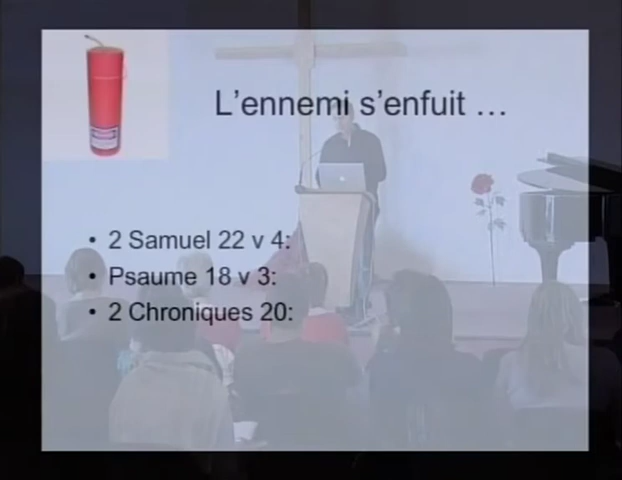 L'ennemi s'enfuit …
• 2 Samuel 22 v 4:
• Psaume 18 v 3:
• 2 Chroniques 20: